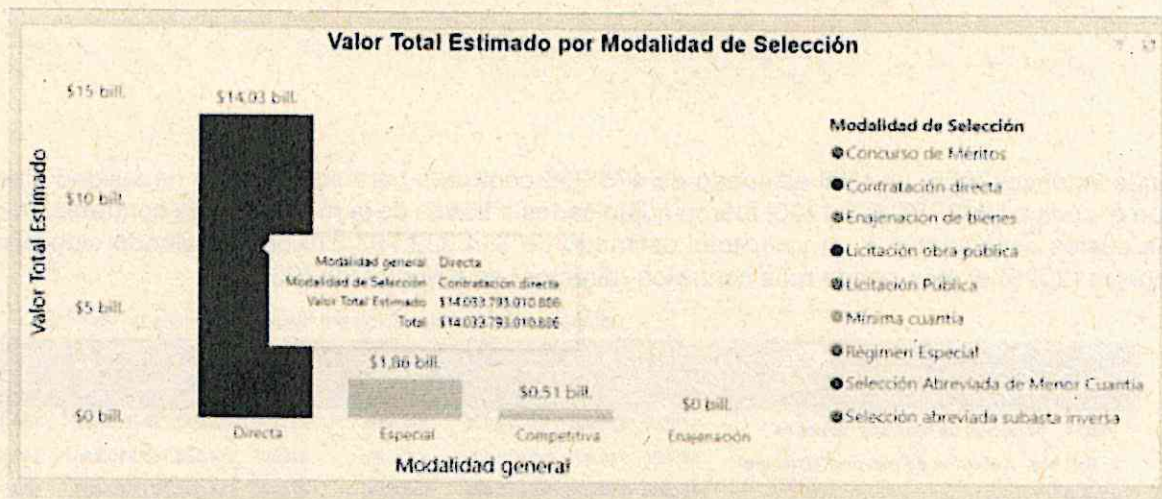 Valor Total Estimado por Modalidad de Selección
Valor Total Estimado
$15 bill.
$10 bill.
$5 bill.
$0 bill.
$14,03 bill.
$1,86 bill.
$0,51 bill.
$0 bill.
Modalidad general Directa
Modalidad de Selección Contratación directa
Valor Total Estimado $14.033.793.010.886
Total $14.033.793.010.886
Directa
Especial
Competitiva
Enajenación
Modalidad general
Modalidad de Selección
Concurso de Méritos
Contratación directa
Enajenación de bienes
Licitación obra pública
Licitación Pública
Mínima cuantía
Régimen Especial
Selección Abreviada de Menor Cuantía
Selección abreviada subasta inversa